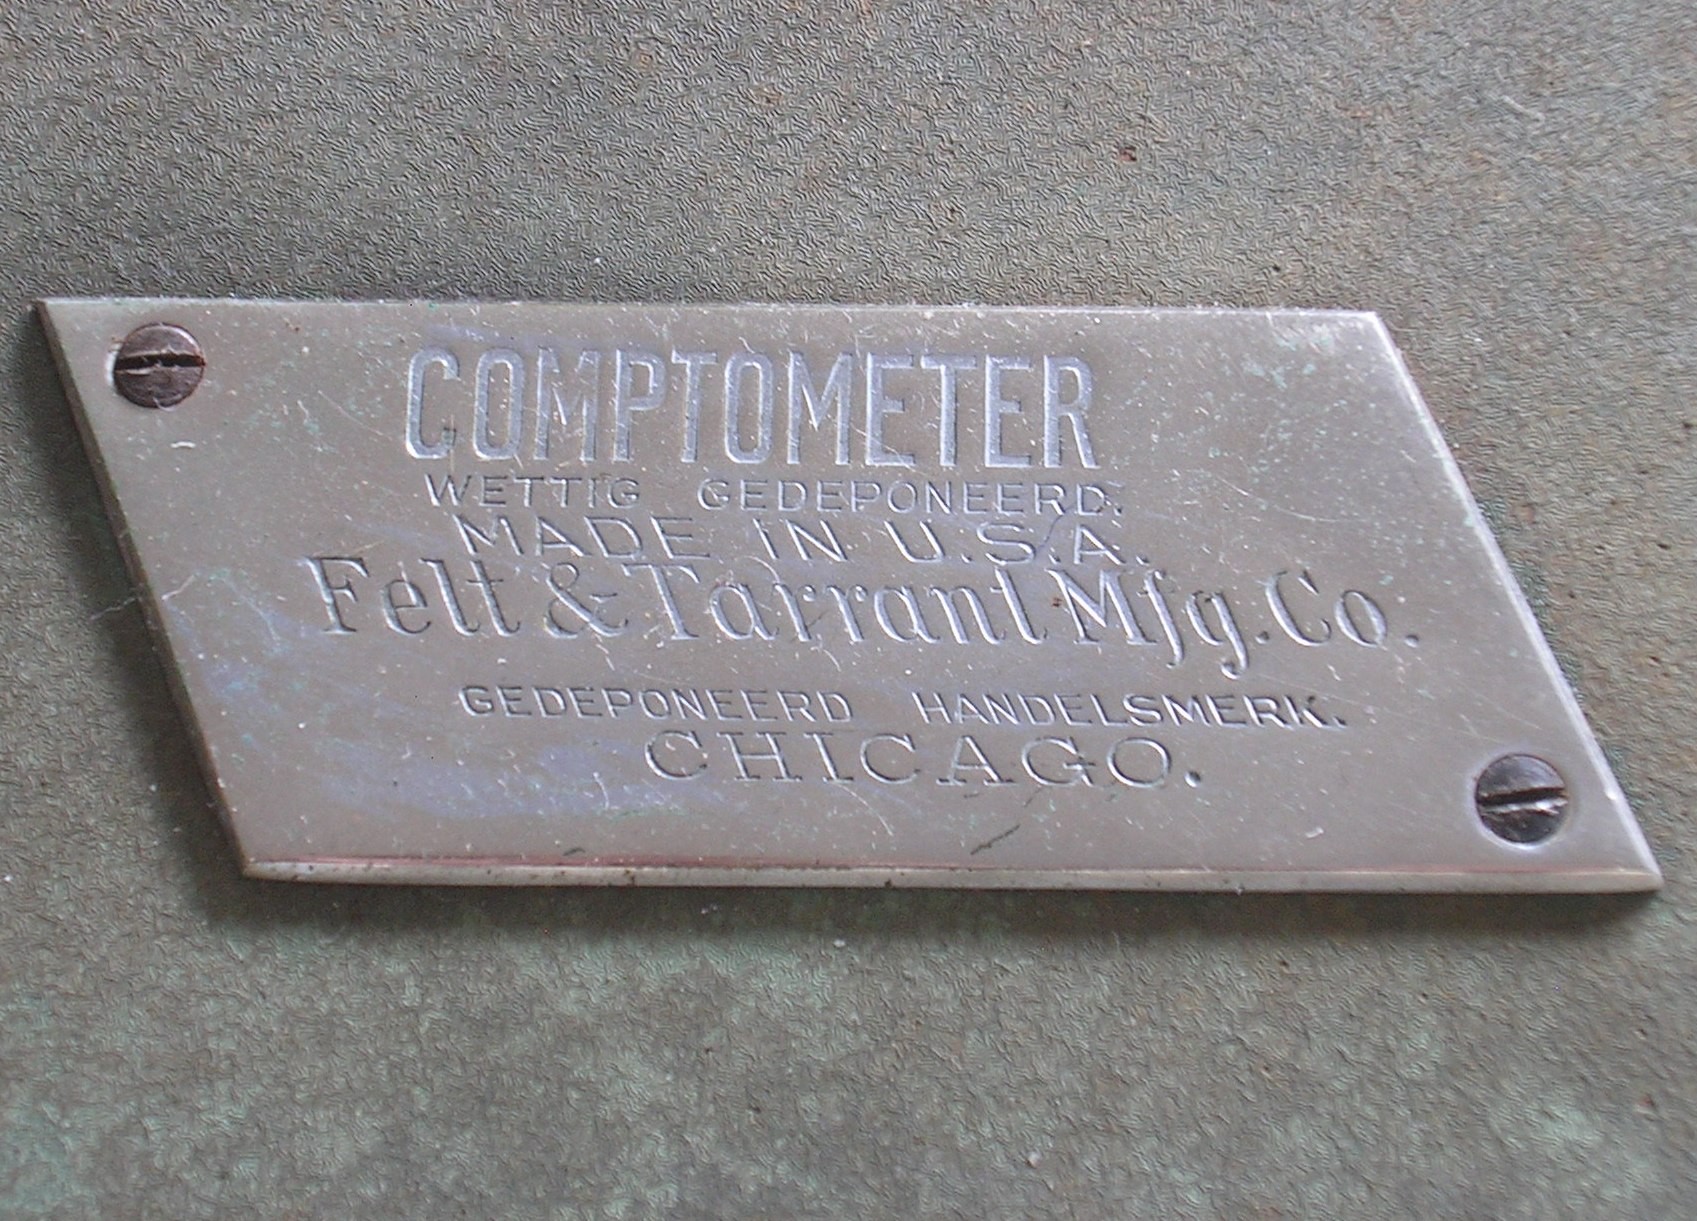 COMPTOMETER
WETTIG GEDEPONEERD.
MADE IN U.S.A.
Felt & Tarrant Mfg. Co.
GEDEPONEERD HANDELSMERK.
CHICAGO.